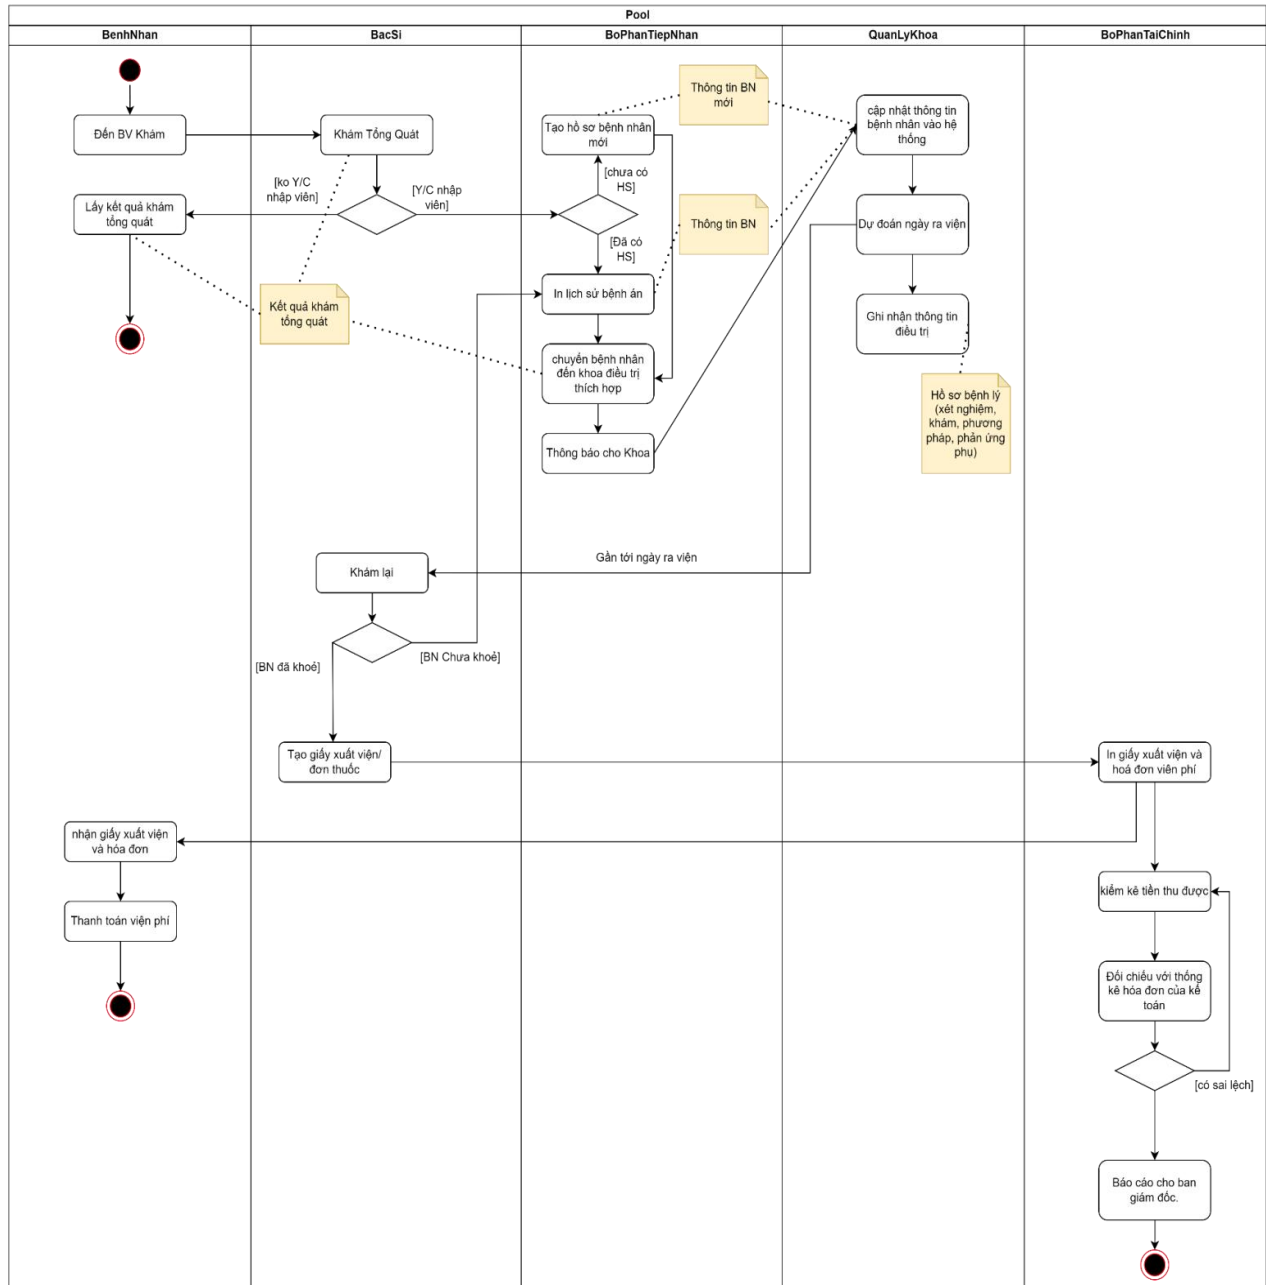 Pool
BenhNhan
BacSi
BoPhanTiepNhan
QuanLyKhoa
BoPhanTaiChinh
Đến BV Khám
Khám Tổng Quát
Tạo hồ sơ bệnh nhân
mới
Thông tin BN
mới
cập nhật thông tin
bệnh nhân vào hệ
thống
[ko Y/C
nhập viên]
[Y/C nhập
viên]
[chưa có
HS]
Lấy kết quả khám
tổng quát
Thông tin BN
Dự đoán ngày ra viện
[Đã có
HS]
Kết quả khám
tổng quát
In lịch sử bệnh án
Ghi nhận thông tin
điều trị
chuyển bệnh nhân
đến khoa điều trị
thích hợp
Hồ sơ bệnh lý
(xét nghiệm,
khám, phương
pháp, phản ứng
phụ)
Thông báo cho Khoa
Gần tới ngày ra viện
Khám lại
[BN đã khoẻ]
[BN Chưa khoẻ]
Tạo giấy xuất viện/
đơn thuốc
In giấy xuất viện và
hoá đơn viên phí
nhận giấy xuất viện
và hóa đơn
Thanh toán viện phí
kiểm kê tiền thu được
Đối chiếu với thống
kê hóa đơn của kế
toán
[có sai lệch]
Báo cáo cho ban
giám đốc.